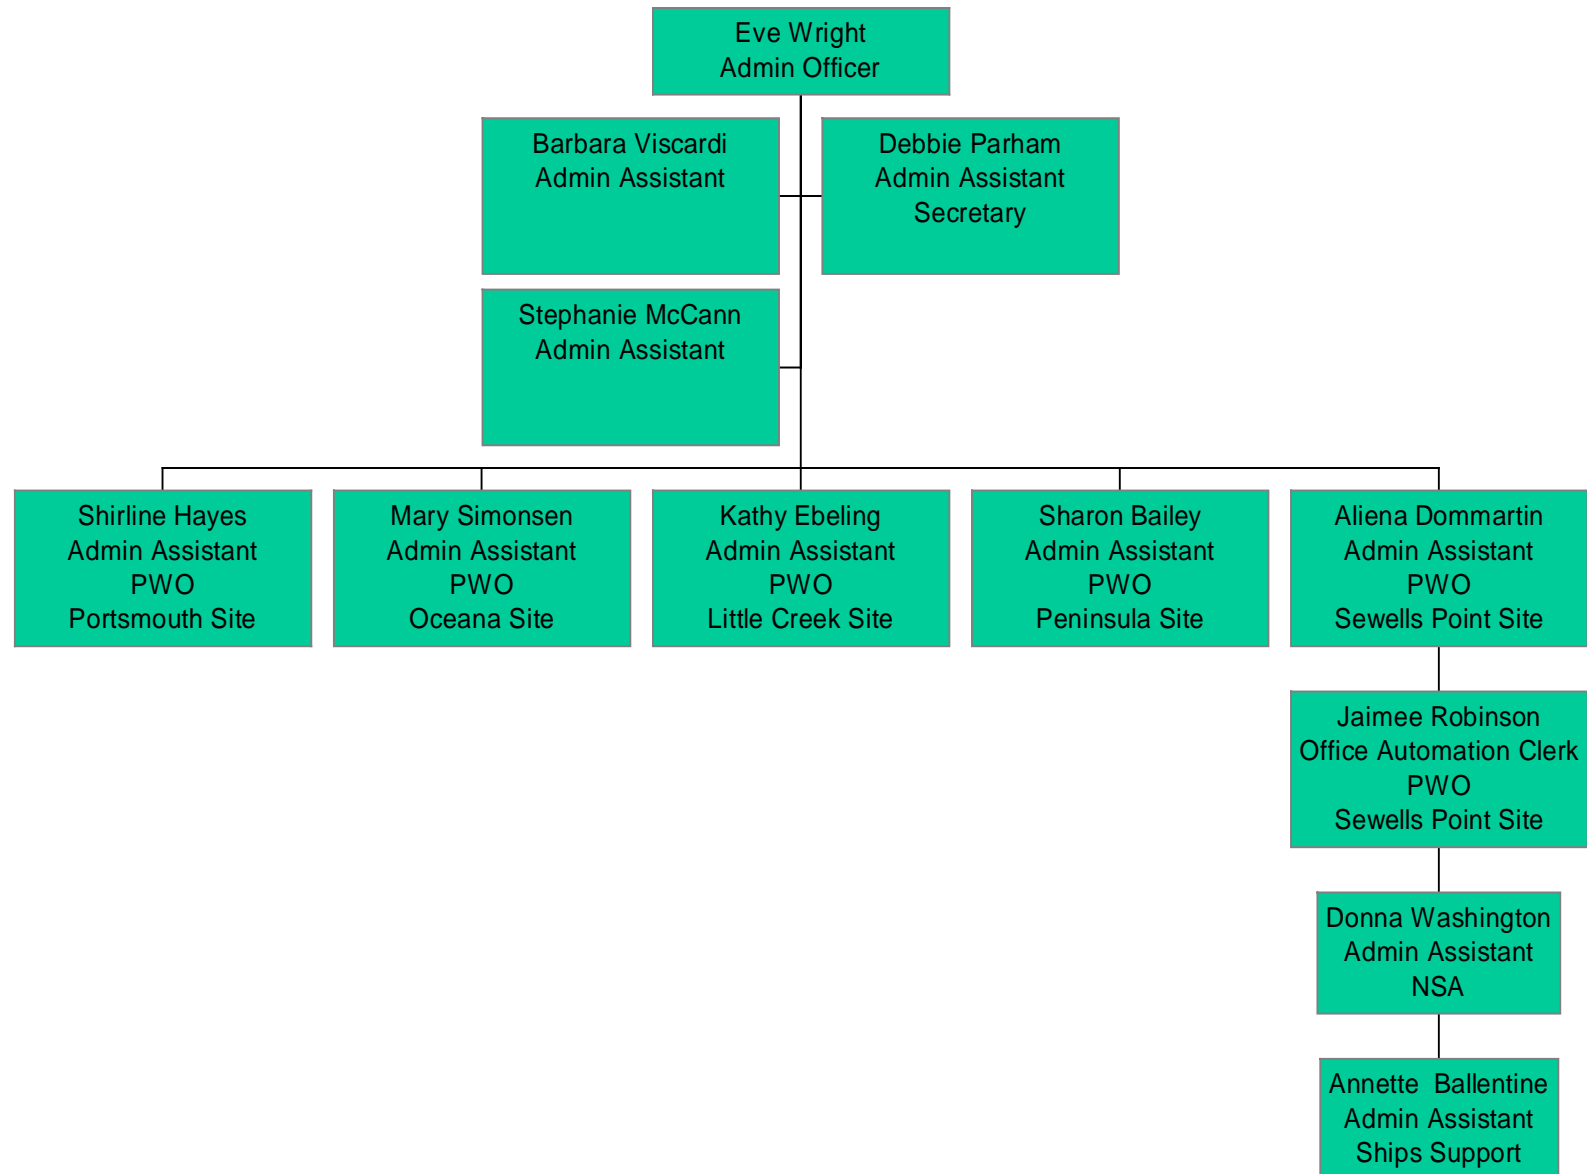 Eve Wright
Admin Officer
Barbara Viscardi
Admin Assistant
Debbie Parham
Admin Assistant
Secretary
Stephanie McCann
Admin Assistant
Shirline Hayes
Admin Assistant
PWO
Portsmouth Site
Mary Simonsen
Admin Assistant
PWO
Oceana Site
Kathy Ebeling
Admin Assistant
PWO
Little Creek Site
Sharon Bailey
Admin Assistant
PWO
Peninsula Site
Aliena Dommartin
Admin Assistant
PWO
Sewells Point Site
Jaimee Robinson
Office Automation Clerk
PWO
Sewells Point Site
Donna Washington
Admin Assistant
NSA
Annette  Ballentine
Admin Assistant
Ships Support